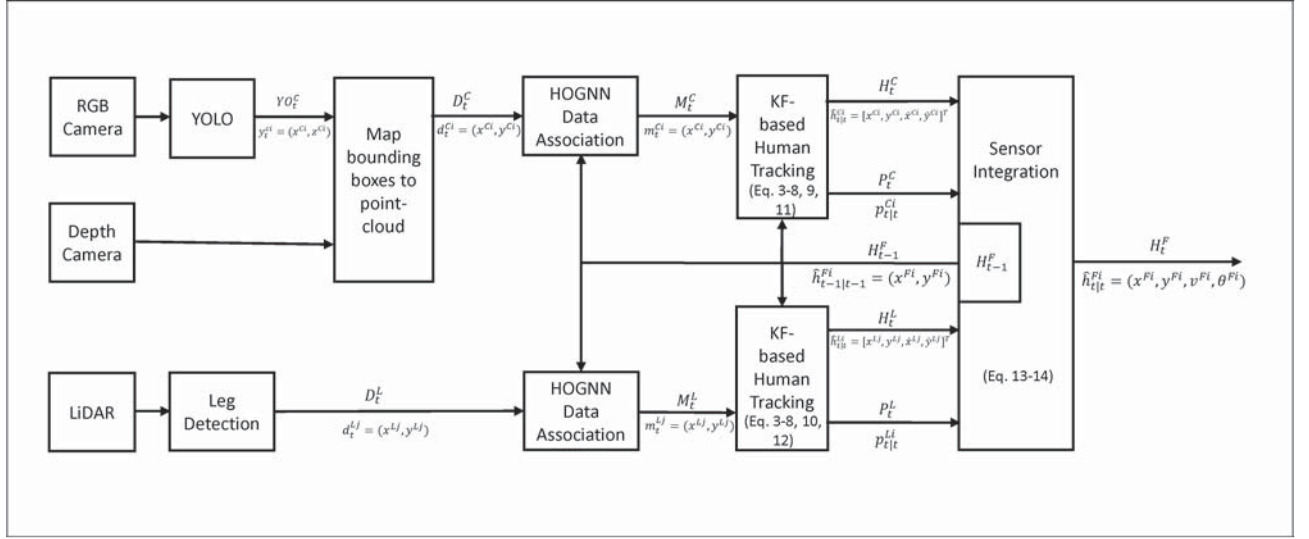 RGB
Camera
YOLO
YO_t^C
y_t^{ci} = (x^{Ci}, z^{Ci})
Depth
Camera
Map
bounding
boxes to
point-
cloud
D_t^C
d_t^{Ci} = (x^{Ci}, y^{Ci})
HOGNN
Data
Association
M_t^C
m_t^{Ci} = (x^{Ci}, y^{Ci})
KF-
based
Human
Tracking
(Eq. 3-8, 9,
11)
H_t^C
ĥ_{t|t}^{Ci} = [x^{Ci}, y^{Ci}, ẋ^{Ci}, ẏ^{Ci}]^T
P_t^C
p_{t|t}^{Ci}
H_{t-1}^F
ĥ_{t-1|t-1}^{Fi} = (x^{Fi}, y^{Fi})
LiDAR
Leg
Detection
D_t^L
d_t^{Lj} = (x^{Lj}, y^{Lj})
HOGNN
Data
Association
M_t^L
m_t^{Lj} = (x^{Lj}, y^{Lj})
KF-
based
Human
Tracking
(Eq. 3-8, 10,
12)
H_t^L
ĥ_{t|t}^{Li} = [x^{Lj}, y^{Lj}, ẋ^{Lj}, ẏ^{Lj}]^T
P_t^L
p_{t|t}^{Li}
Sensor
Integration
H_{t-1}^F
(Eq. 13-14)
H_t^F
ĥ_{t|t}^{Fi} = (x^{Fi}, y^{Fi}, v^{Fi}, θ^{Fi})